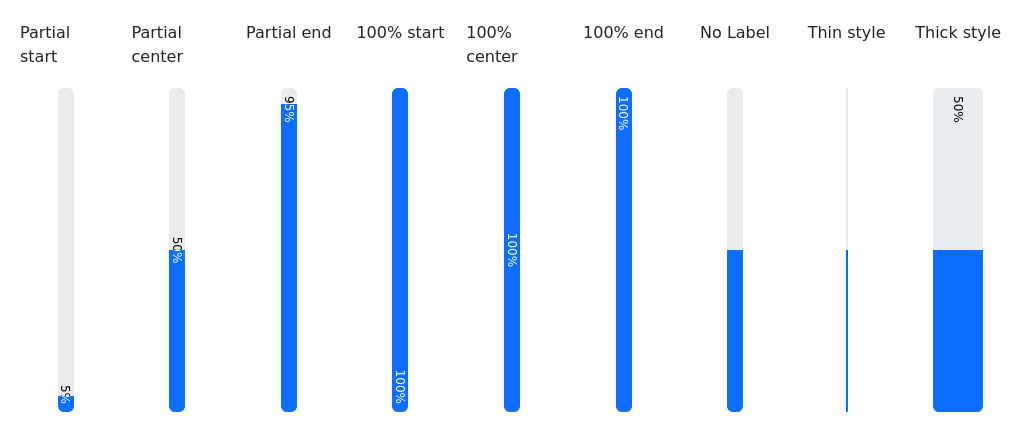 Partial
start
Partial
center
Partial end
100% start
100%
center
100% end
No Label
Thin style
Thick style
5%
50%
95%
100%
100%
100%
50%